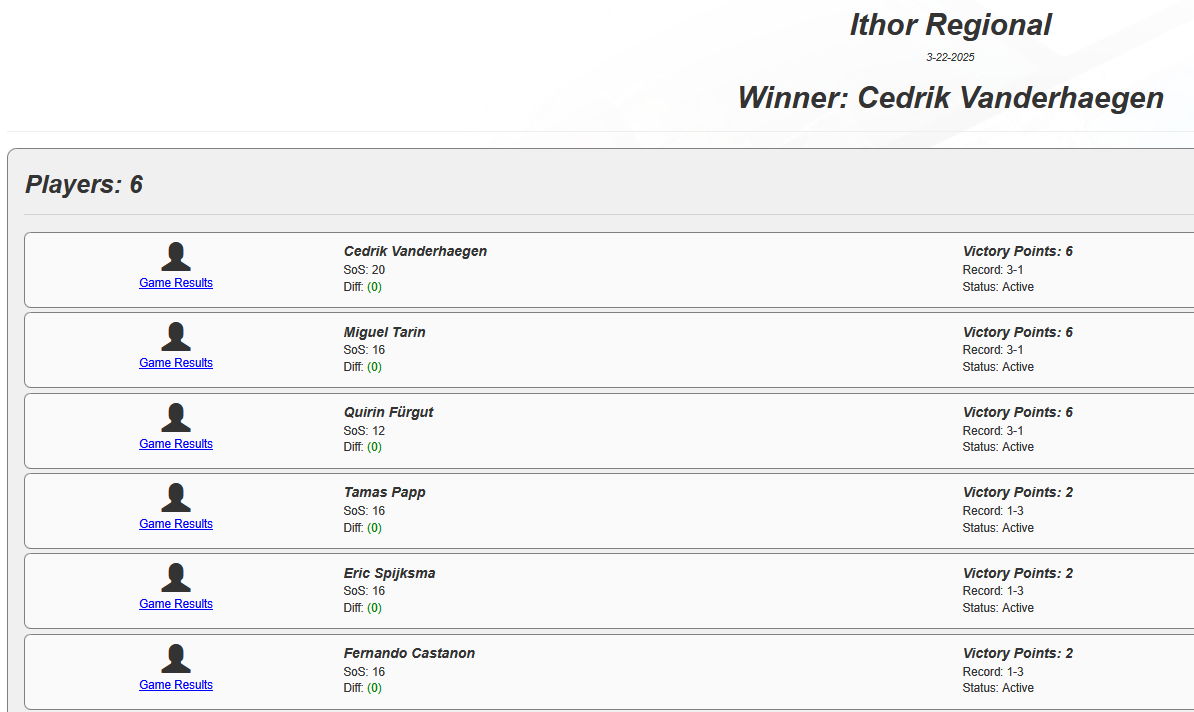 Ithor Regional
3-22-2025
Winner: Cedrik Vanderhaegen
Players: 6
Cedrik Vanderhaegen
SoS: 20
Diff: (0)
Victory Points: 6
Record: 3-1
Status: Active
Game Results
Miguel Tarin
SoS: 16
Diff: (0)
Victory Points: 6
Record: 3-1
Status: Active
Game Results
Quirin Fürgut
SoS: 12
Diff: (0)
Victory Points: 6
Record: 3-1
Status: Active
Game Results
Tamas Papp
SoS: 16
Diff: (0)
Victory Points: 2
Record: 1-3
Status: Active
Game Results
Eric Spijksma
SoS: 16
Diff: (0)
Victory Points: 2
Record: 1-3
Status: Active
Game Results
Fernando Castanon
SoS: 16
Diff: (0)
Victory Points: 2
Record: 1-3
Status: Active
Game Results